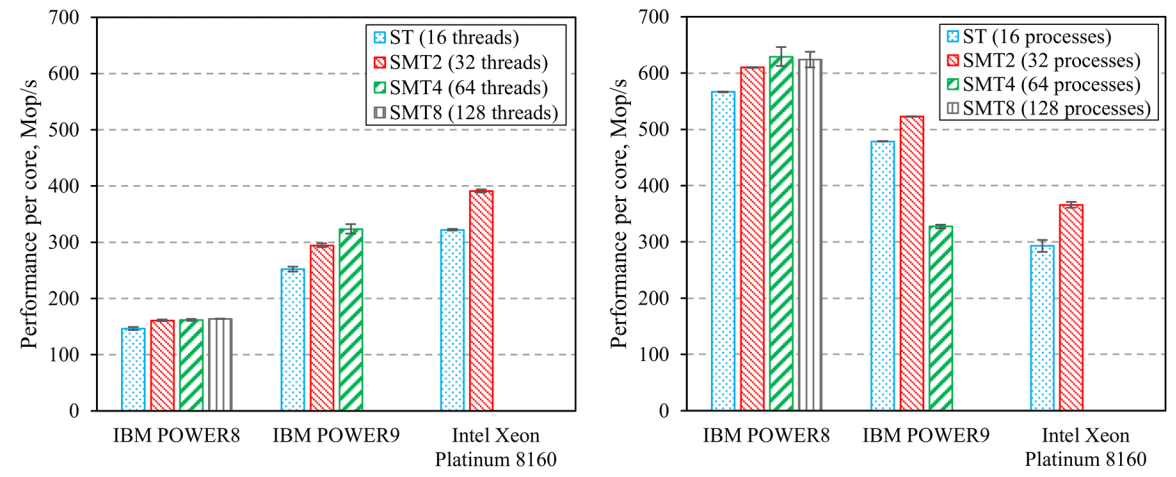 Performance per core, Mop/s
700
600
500
400
300
200
100
0
ST (16 threads)
SMT2 (32 threads)
SMT4 (64 threads)
SMT8 (128 threads)
IBM POWER8
IBM POWER9
Intel Xeon
Platinum 8160
Performance per core, Mop/s
700
600
500
400
300
200
100
0
ST (16 processes)
SMT2 (32 processes)
SMT4 (64 processes)
SMT8 (128 processes)
IBM POWER8
IBM POWER9
Intel Xeon
Platinum 8160